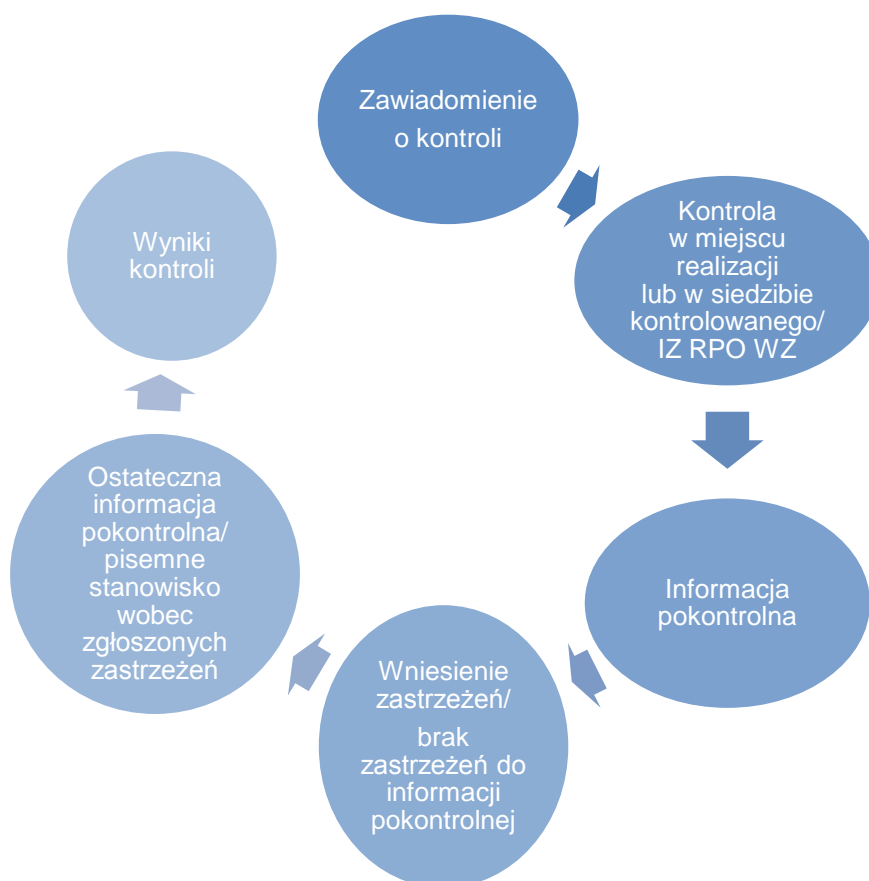 Zawiadomienie
o kontroli
Kontrola
w miejscu
realizacji
lub w siedzibie
kontrolowanego/
IZ RPO WZ
Informacja
pokontrolna
Wniesienie
zastrzeżeń/
brak
zastrzeżeń do
informacji
pokontrolnej
Ostateczna
informacja
pokontrolna/
pisemne
stanowisko
wobec
zgłoszonych
zastrzeżeń
Wyniki
kontroli